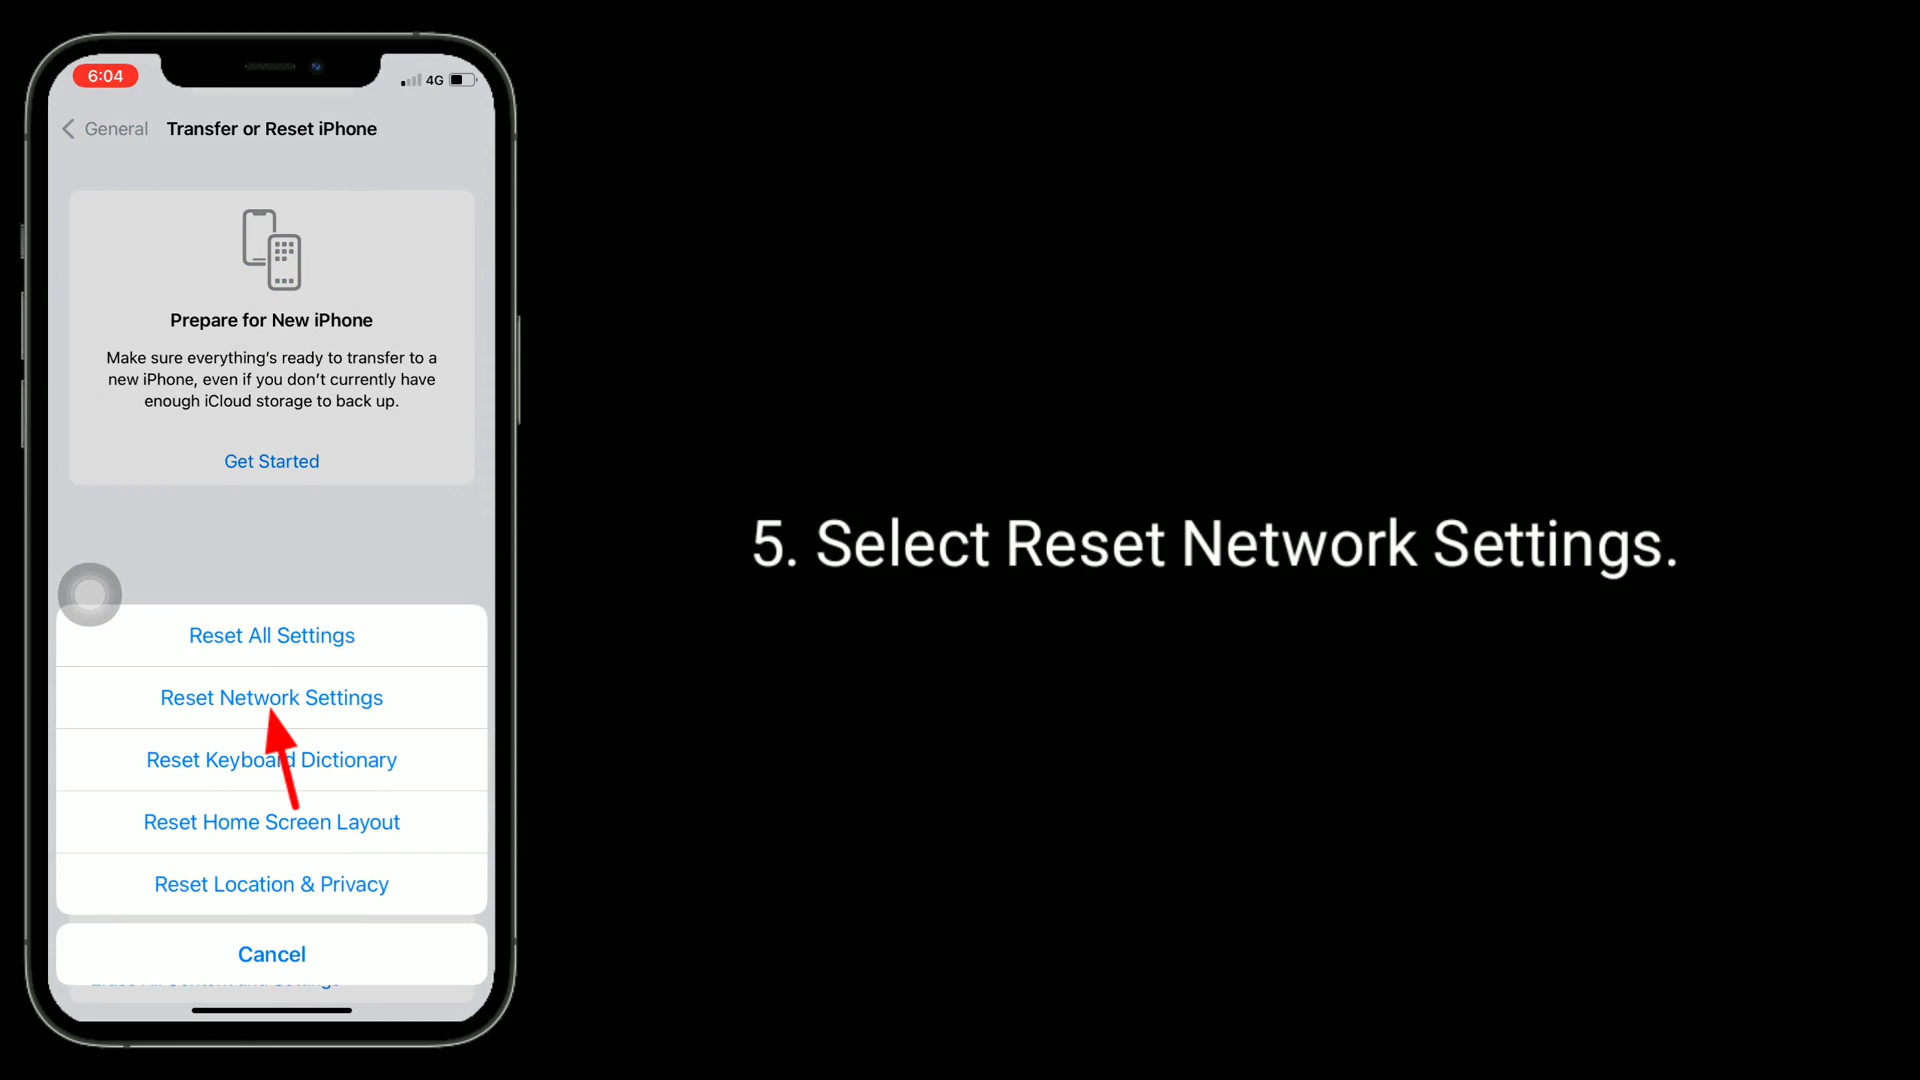 6:04
4G
General
Transfer or Reset iPhone
Prepare for New iPhone
Make sure everything's ready to transfer to a
new iPhone, even if you don't currently have
enough iCloud storage to back up.
Get Started
Reset All Settings
Reset Network Settings
Reset Keyboard Dictionary
Reset Home Screen Layout
Reset Location & Privacy
Cancel
5. Select Reset Network Settings.